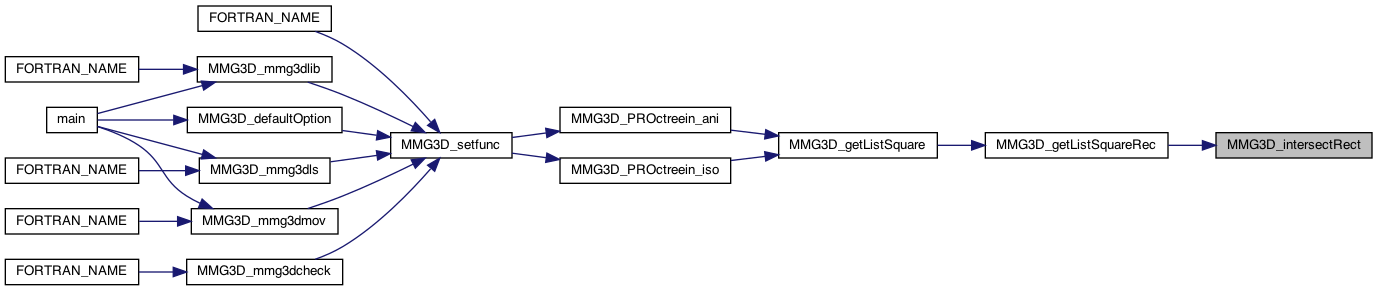 FORTRAN_NAME
FORTRAN_NAME
MMG3D_mmg3dlib
main
MMG3D_defaultOption
MMG3D_PROctreein_ani
MMG3D_setfunc
MMG3D_getListSquare
MMG3D_getListSquareRec
MMG3D_intersectRect
FORTRAN_NAME
MMG3D_mmg3dls
MMG3D_PROctreein_iso
FORTRAN_NAME
MMG3D_mmg3dmov
FORTRAN_NAME
MMG3D_mmg3dcheck